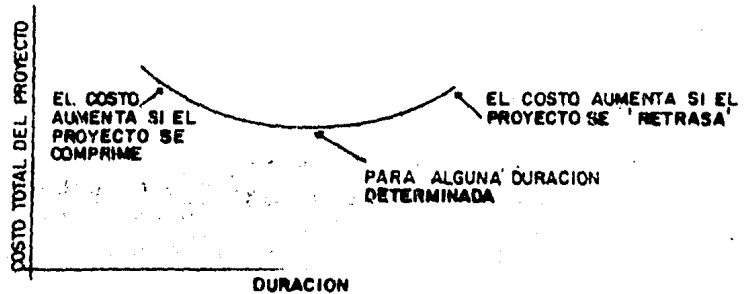 COSTO TOTAL DEL PROYECTO
EL COSTO
AUMENTA SI EL
PROYECTO SE
COMPRIME
EL COSTO AUMENTA SI EL
PROYECTO SE 'RETRASA'
PARA ALGUNA DURACION
DETERMINADA
DURACION